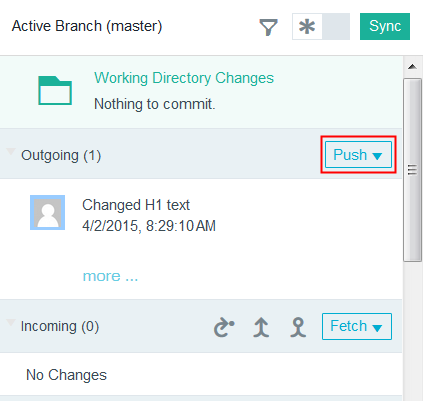 Active Branch (master)
Sync
Working Directory Changes
Nothing to commit.
Outgoing (1)
Push
Changed H1 text
4/2/2015, 8:29:10 AM
more ...
Incoming (0)
Fetch
No Changes